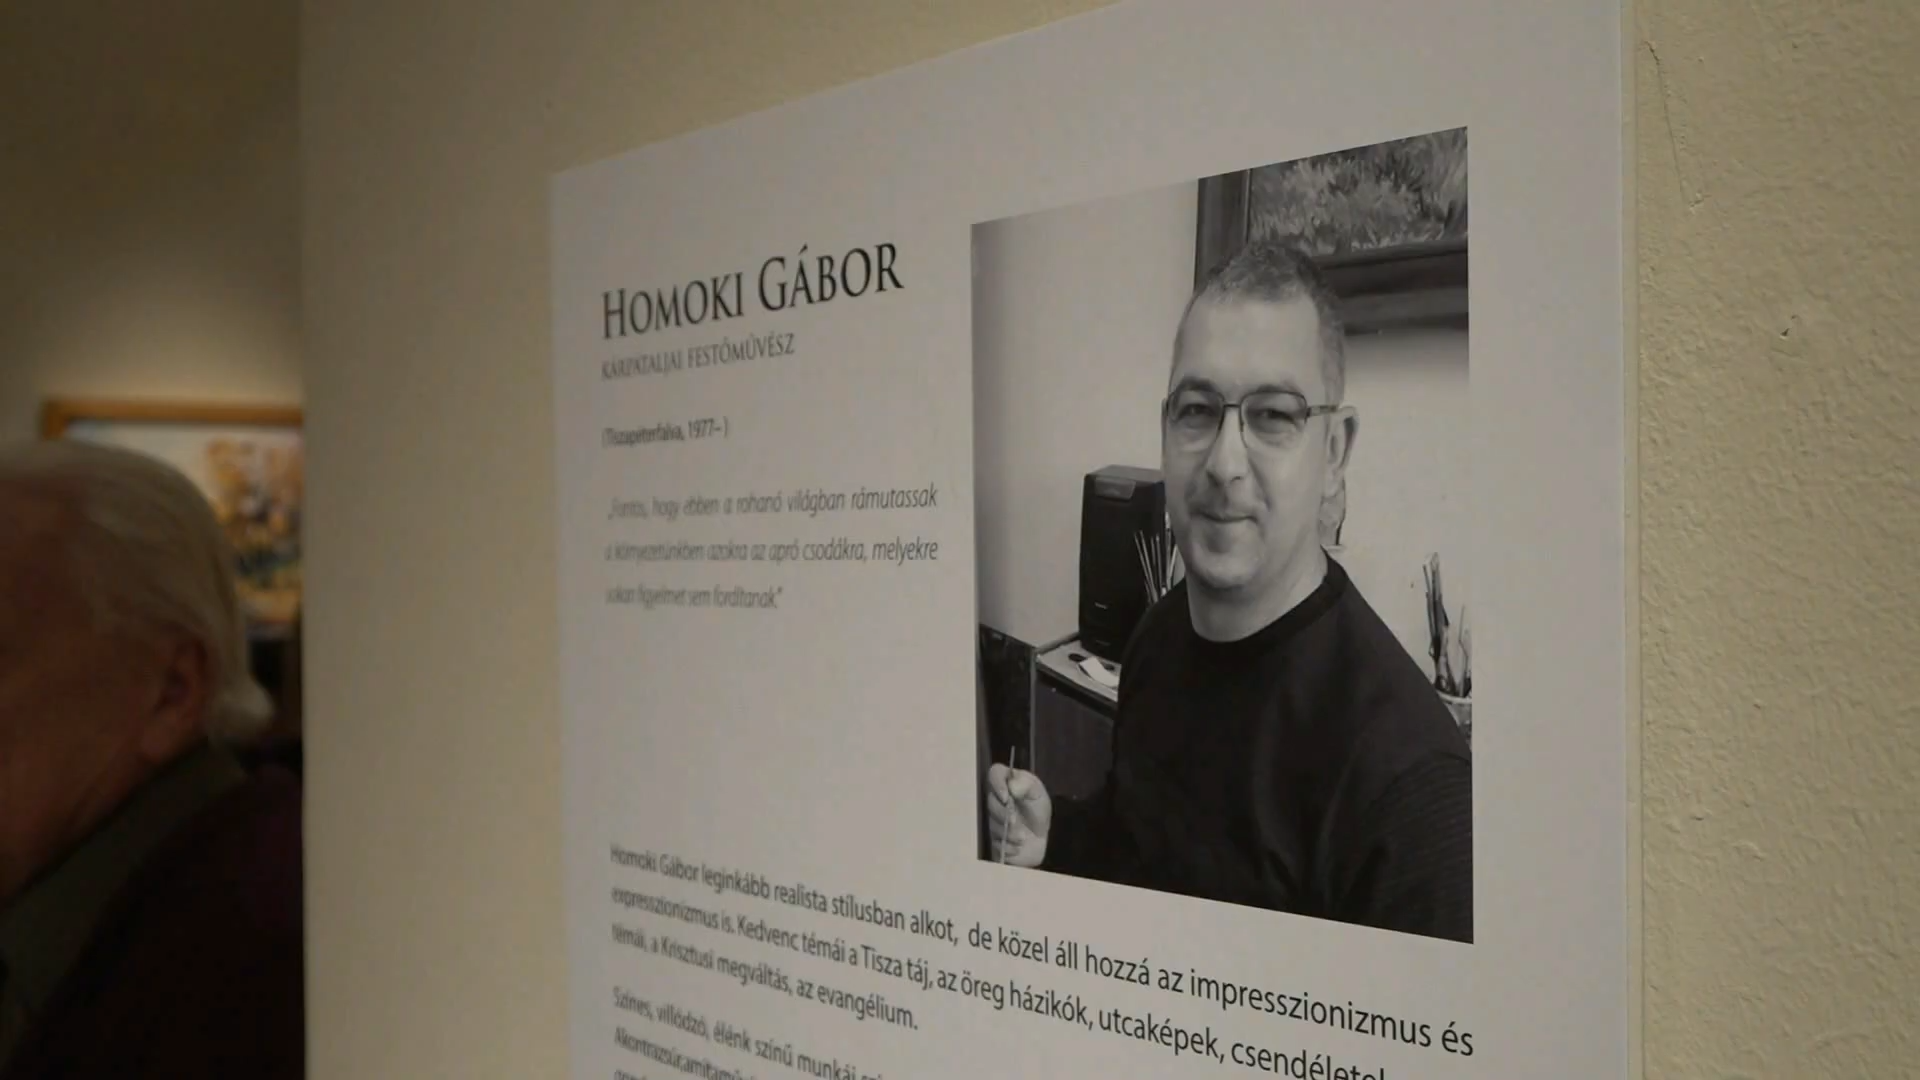 HOMOKI GÁBOR
KÁRPÁTALJAI FESTŐMŰVÉSZ
(Tiszapéterfalva, 1977– )
„Fontos, hogy ebben a rohanó világban rámutassak
a környezetünkben azokra az apró csodákra, melyekre
sokan figyelmet sem fordítanak.”
Homoki Gábor leginkább realista stílusban alkot, de közel áll hozzá az impresszionizmus és
expresszionizmus is. Kedvenc témái a Tisza táj, az öreg házikók, utcaképek,
témái, a Krisztusi megváltás, az evangélium.
Színes, villódzó, élénk színű munkái